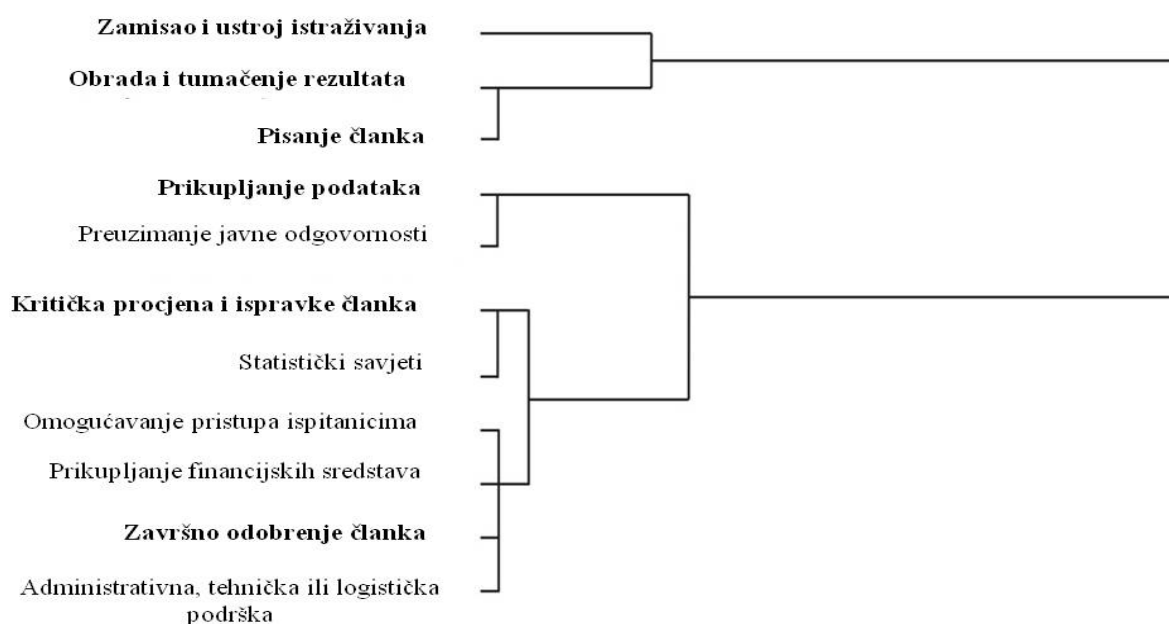 Zamisao i ustroj istraživanja
Obrada i tumačenje rezultata
Pisanje članka
Prikupljanje podataka
Preuzimanje javne odgovornosti
Kritička procjena i ispravke članka
Statistički savjeti
Omogućavanje pristupa ispitanicima
Prikupljanje financijskih sredstava
Završno odobrenje članka
Administrativna, tehnička ili logistička
podrška